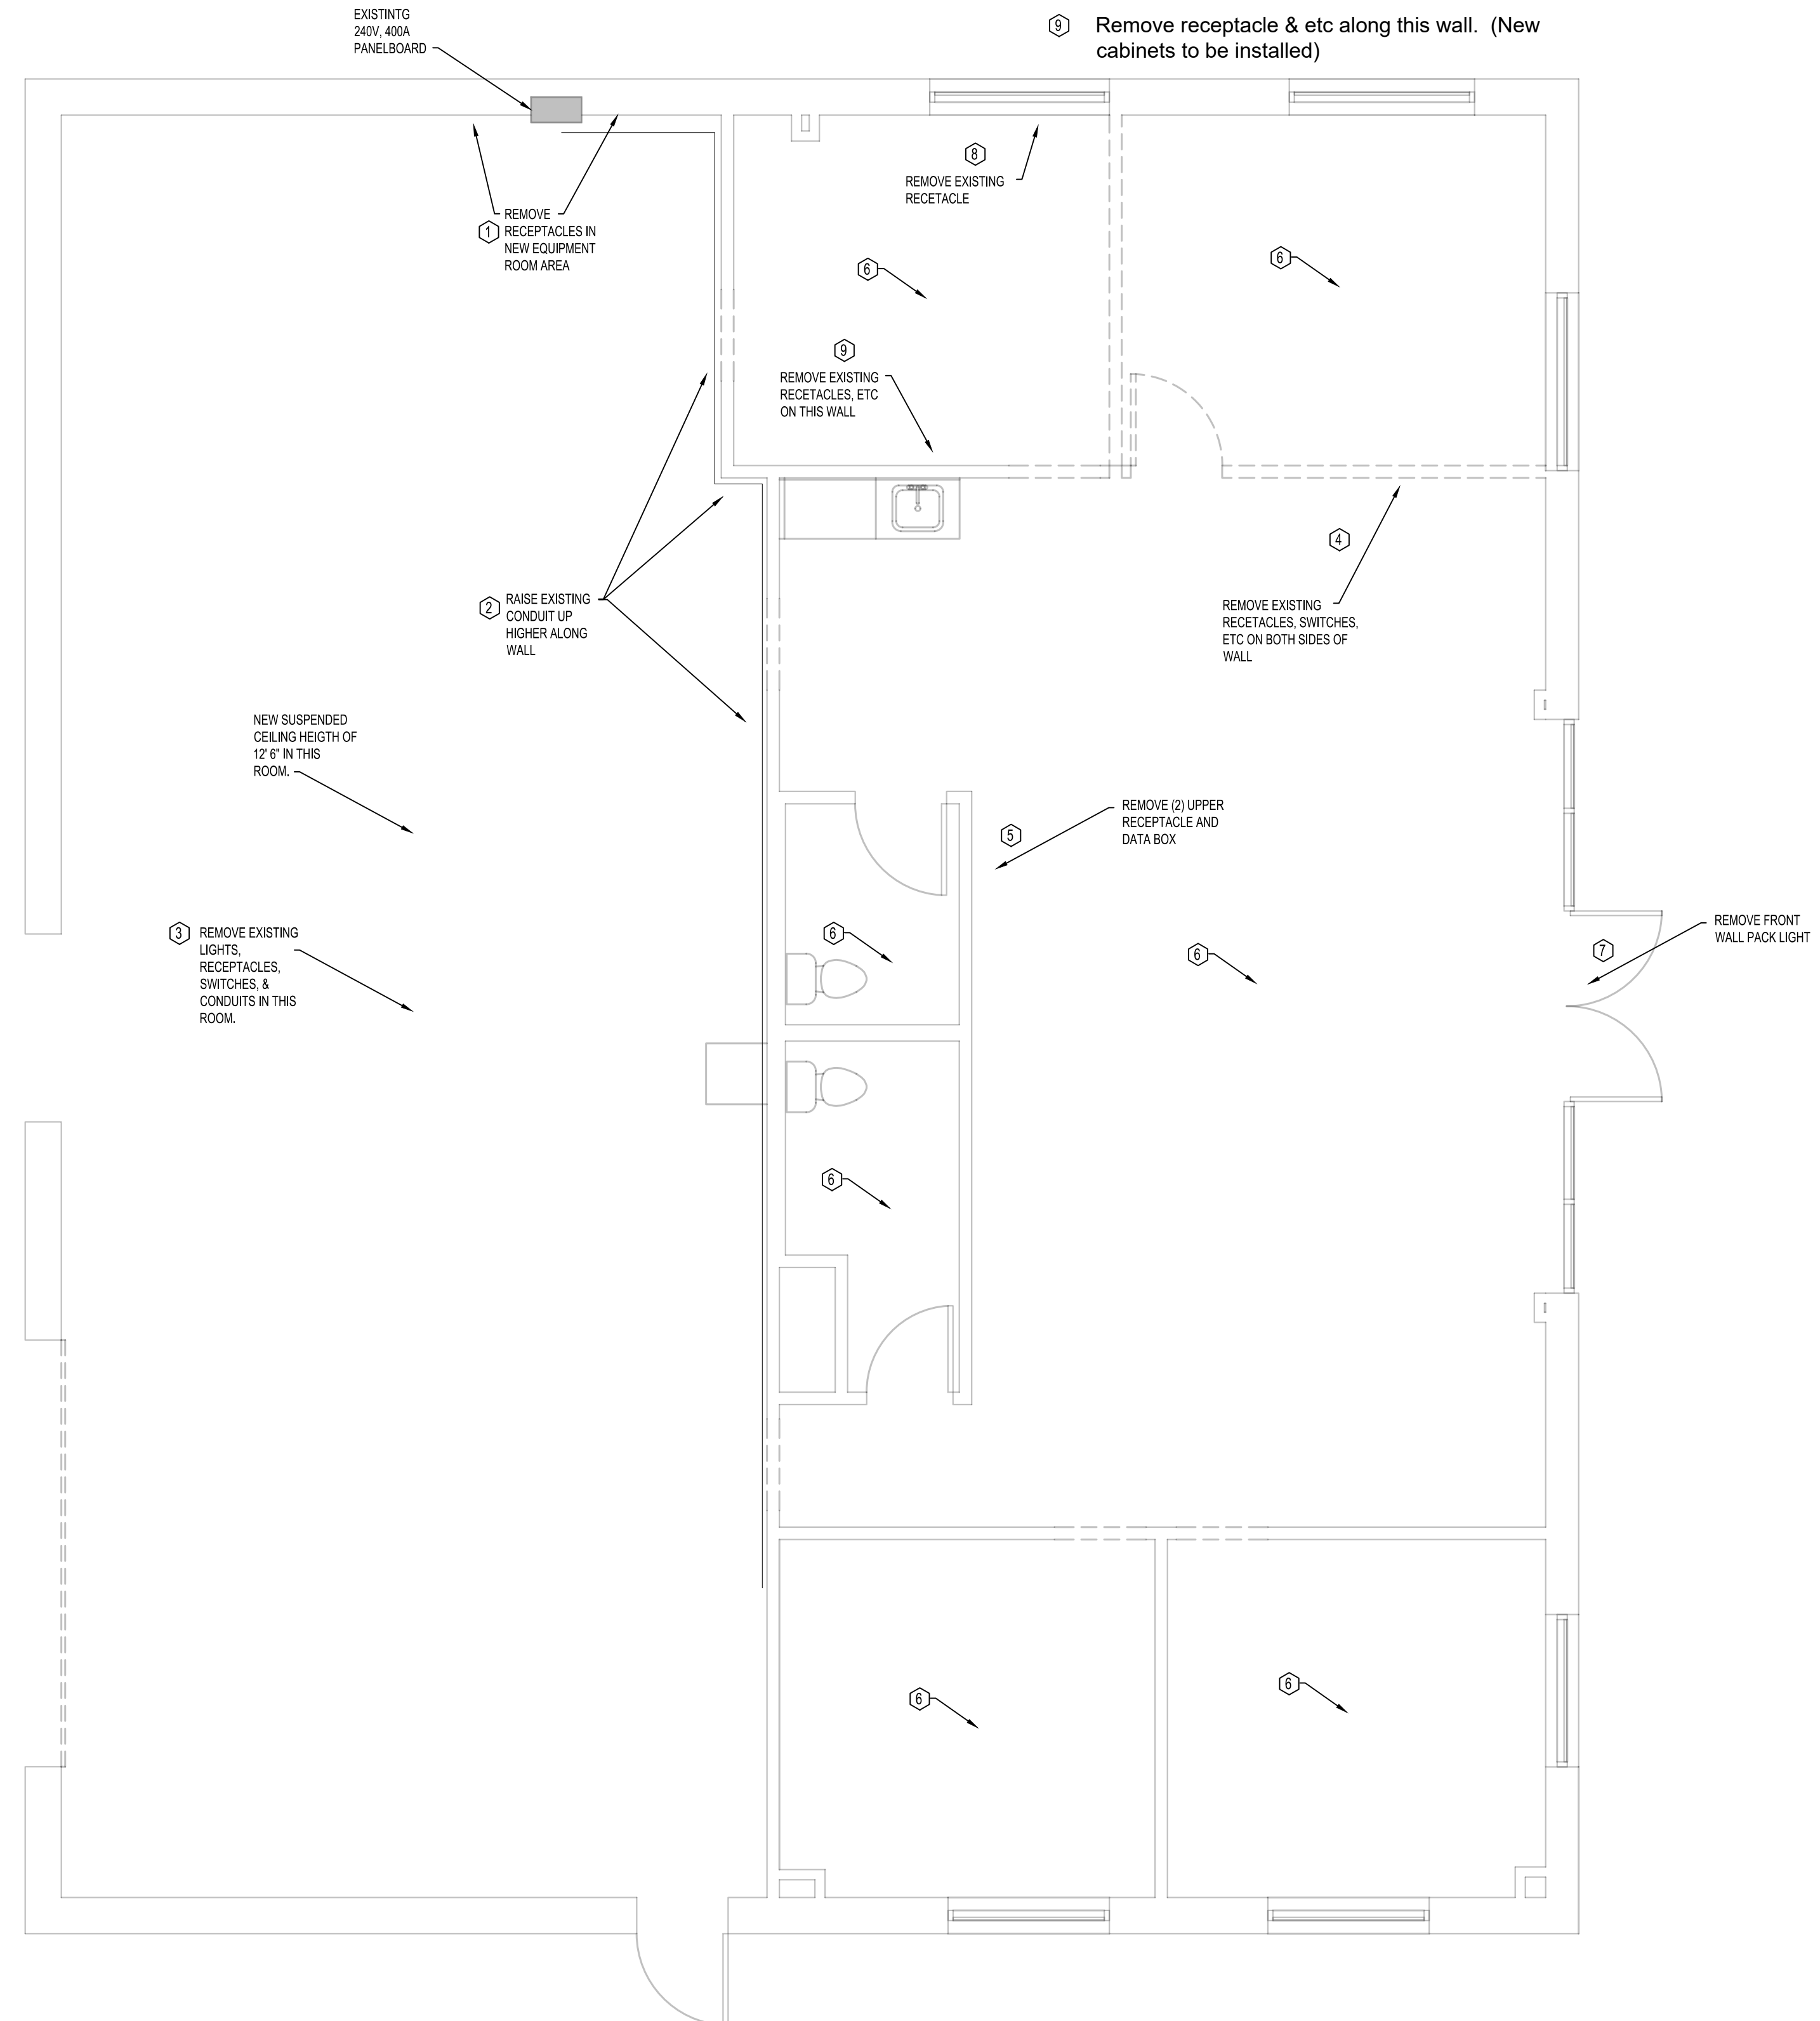 EXISTINTG
240V, 400A
PANELBOARD
9 Remove receptacle & etc along this wall. (New
cabinets to be installed)
8
REMOVE EXISTING
RECETACLE
REMOVE
1 RECEPTACLES IN
NEW EQUIPMENT
ROOM AREA
6
6
9
REMOVE EXISTING
RECETACLES, ETC
ON THIS WALL
4
REMOVE EXISTING
RECETACLES, SWITCHES,
ETC ON BOTH SIDES OF
WALL
2 RAISE EXISTING
CONDUIT UP
HIGHER ALONG
WALL
NEW SUSPENDED
CEILING HEIGTH OF
12' 6" IN THIS
ROOM.
5
REMOVE (2) UPPER
RECEPTACLE AND
DATA BOX
3 REMOVE EXISTING
LIGHTS,
RECEPTACLES,
SWITCHES, &
CONDUITS IN THIS
ROOM.
6
6
7
REMOVE FRONT
WALL PACK LIGHT
6
6
6